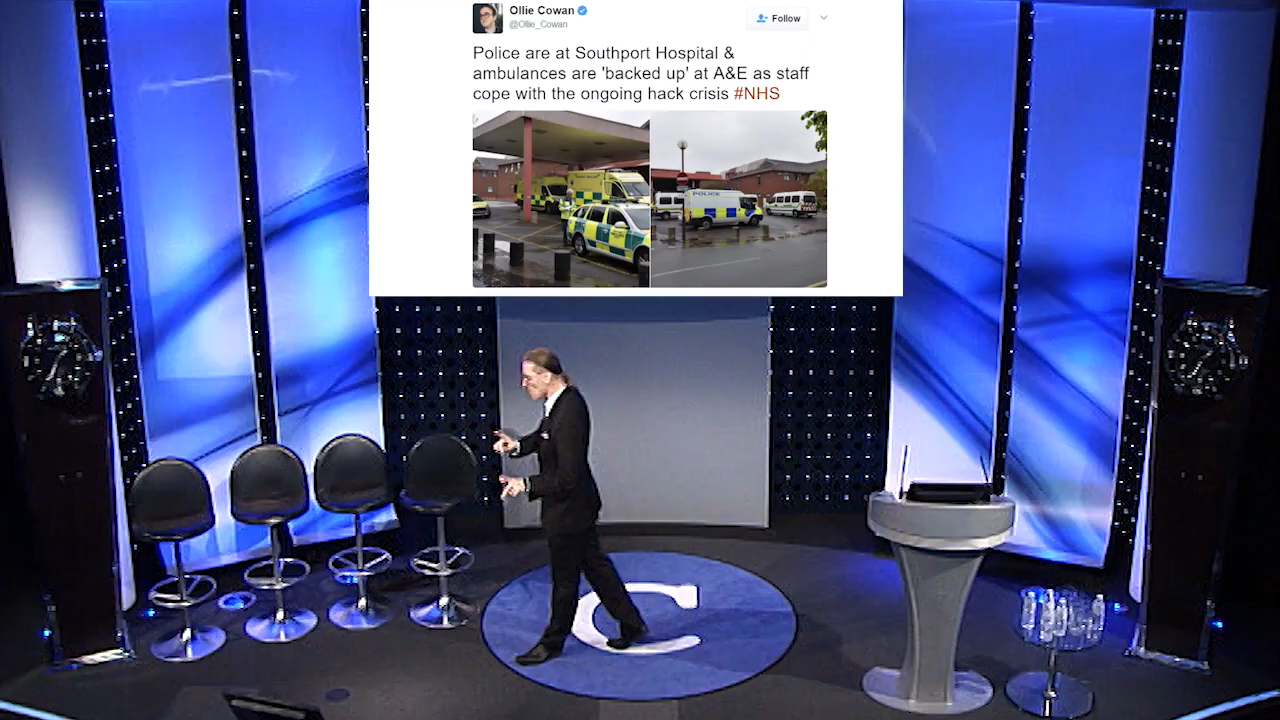 Ollie Cowan
@Ollie_Cowan
Follow
Police are at Southport Hospital &
ambulances are 'backed up' at A&E as staff
cope with the ongoing hack crisis #NHS
POLICE
C